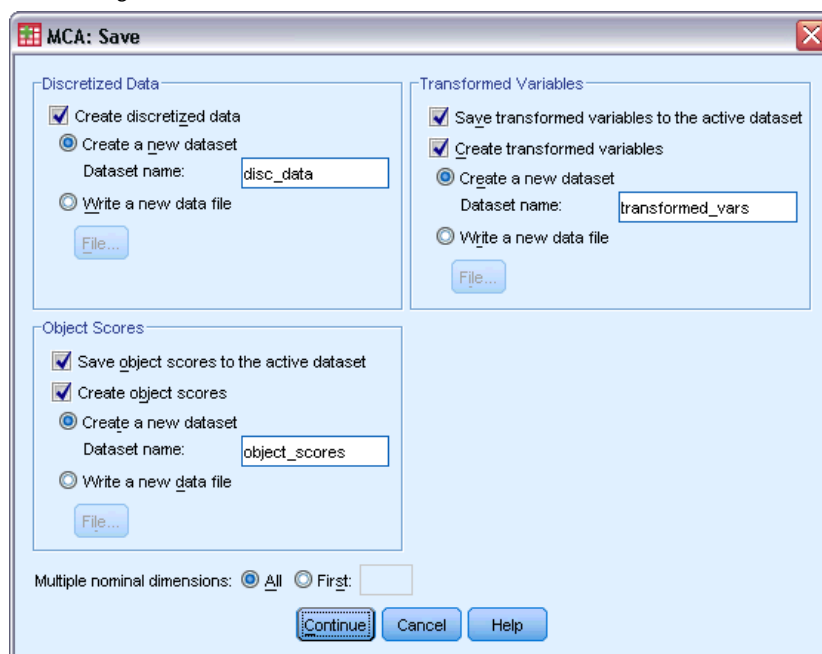 MCA: Save
Discretized Data
Create discretized data
Create a new dataset
Dataset name: disc_data
Write a new data file
File...
Transformed Variables
Save transformed variables to the active dataset
Create transformed variables
Create a new dataset
Dataset name: transformed_vars
Write a new data file
File...
Object Scores
Save object scores to the active dataset
Create object scores
Create a new dataset
Dataset name: object_scores
Write a new data file
File...
Multiple nominal dimensions: All First:
Continue Cancel Help